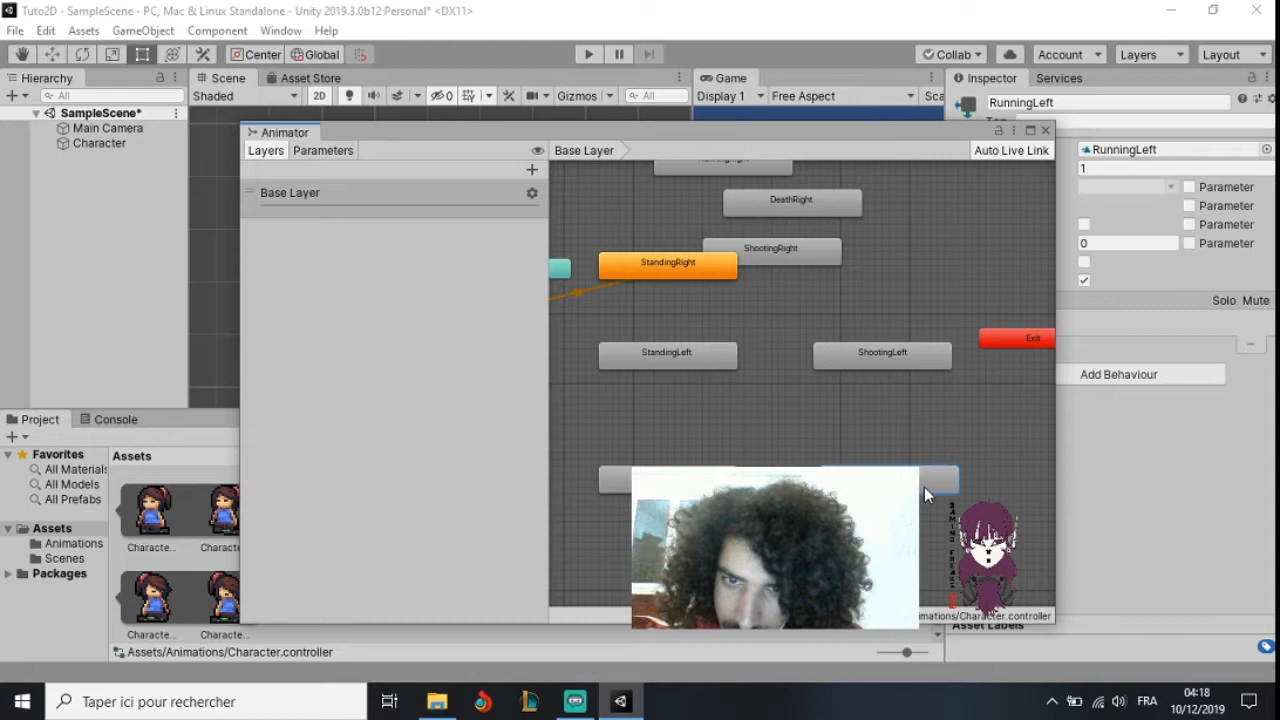 Tuto2D - SampleScene - PC, Mac & Linux Standalone - Unity 2019.3.0b12 Personal* <DX11>
File Edit Assets GameObject Component Window Help
Center Global Collab Account Layers Layout
Hierarchy Scene Asset Store Game Inspector Services
All Shaded 2D 0 Gizmos All Display 1 Free Aspect Sca RunningLeft
SampleScene*
Main Camera
Character
Animator
Layers Parameters Base Layer Auto Live Link
Base Layer
DeathRight
ShootingRight
StandingRight
StandingLeft
ShootingLeft
Exit
RunningLeft
1
Parameter
Parameter
Parameter
0 Parameter
Solo Mute
Add Behaviour
Project Console
Favorites Assets
All Materials
All Models
All Prefabs
Assets
Animations
Scenes
Packages
Characte... Characte
Characte... Characte...
GAMING FREAKS
imations/Character.controller
Asset Labels
Assets/Animations/Character.controller
Taper ici pour rechercher
FRA
04:18
10/12/2019